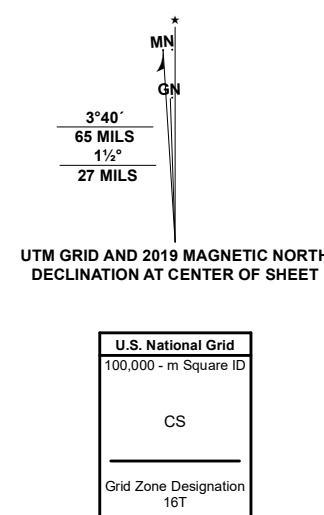 ★
MN
GN
3°40´
65 MILS
1½°
27 MILS
UTM GRID AND 2019 MAGNETIC NORTH
DECLINATION AT CENTER OF SHEET
U.S. National Grid
100,000 - m Square ID
CS
Grid Zone Designation
16T